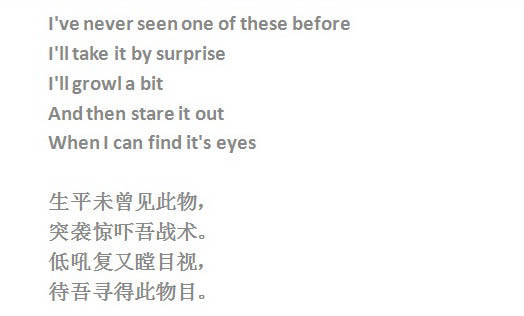 I've never seen one of these before
I'll take it by surprise
I'll growl a bit
And then stare it out
When I can find it's eyes
生平未曾见此物，
突袭惊吓吾战术。
低吼复又瞠目视，
待吾寻得此物目。